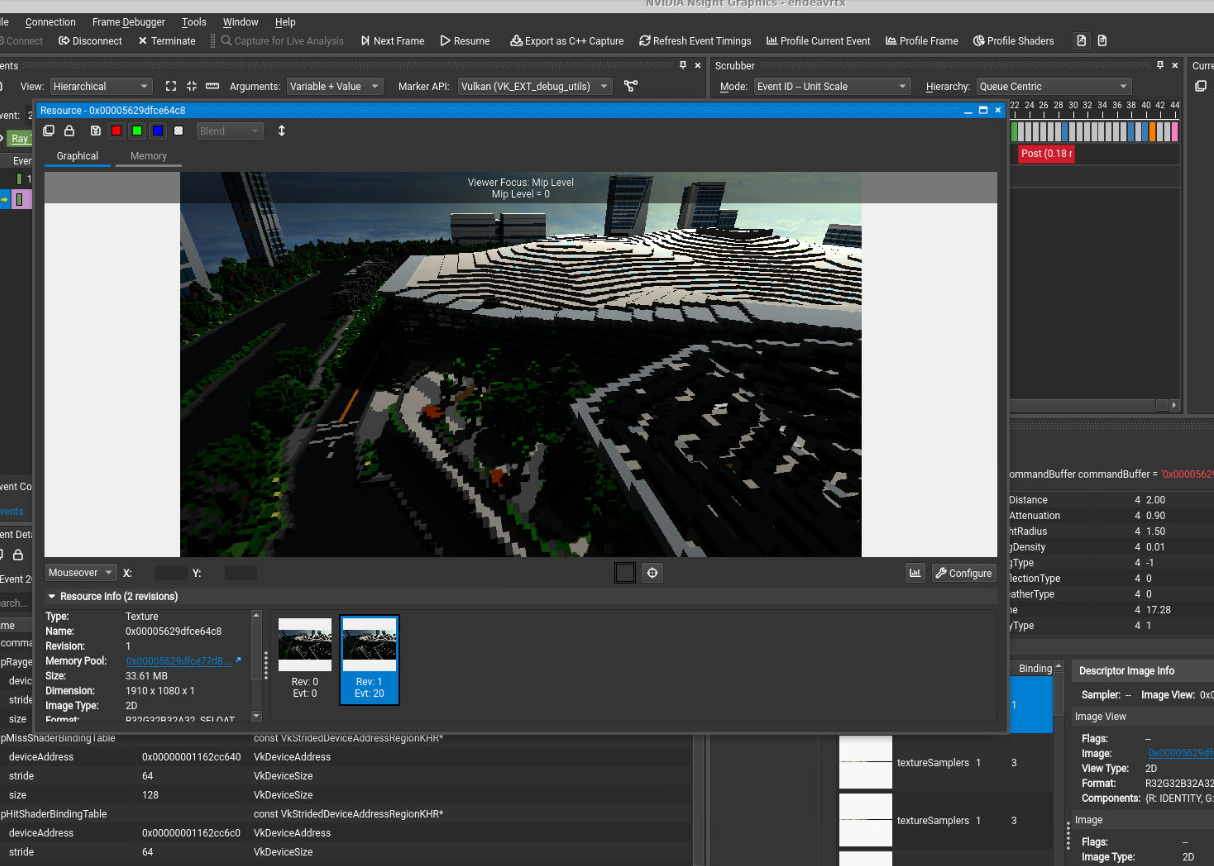 NVIDIA Nsight Graphics - endeavrtx
Connection Frame Debugger Tools Window Help
Connect Disconnect Terminate Capture for Live Analysis Next Frame Resume Export as C++ Capture Refresh Event Timings Profile Current Event Profile Frame Profile Shaders
ents Scrubber Curre
View: Hierarchical Arguments: Variable + Value Marker API: Vulkan (VK_EXT_debug_utils) Mode: Event ID -- Unit Scale Hierarchy: Queue Centric
Resource - 0x00005629dfce64c8
22 24 26 28 30 32 34 36 38 40 42 44
vent: 2
Blend
Ray
Post (0.18 r
Graphical Memory
Ever
Viewer Focus: Mip Level
Mip Level = 0
ommandBuffer commandBuffer = '0x0000562
vent Co
Distance 4 2.00
vents
Attenuation 4 0.90
ntRadius 4 1.50
ent Deta
gDensity 4 0.01
gType -1
Mouseover X: Y: Configure
Event 2
lectionType 4 0
eatherType 4 0
Resource Info (2 revisions)
earch...
ne 4 17.28
yType 4 1
Type: Texture
Name: 0x00005629dfce64c8
Revision: 1
Memory Pool: 0x00005629dfce77d8...
Size: 33.61 MB
Dimension: 1910 x 1080 x 1
Image Type: 2D
Format: R32G32B32A32_SFLOAT
Rev: 0
Evt: 0
Rev: 1
Evt: 20
me
comma
pRayge
devic
stride
size
Binding Descriptor Image Info
Sampler: -- Image View: 0x0
1
Image View
Flags: --
Image: 0x00005629df
View Type: 2D
Format: R32G32B32A32
Components: {R: IDENTITY, G:
Image
Flags: --
Image Type: 2D
textureSamplers 1 3
textureSamplers 1 3
pMissShaderBindingTable const VkStridedDeviceAddressRegionKHR*
deviceAddress 0x00000001162cc640 VkDeviceAddress
stride 64 VkDeviceSize
size 128 VkDeviceSize
pHitShaderBindingTable const VkStridedDeviceAddressRegionKHR*
deviceAddress 0x00000001162cc6c0 VkDeviceAddress
stride 64 VkDeviceSize